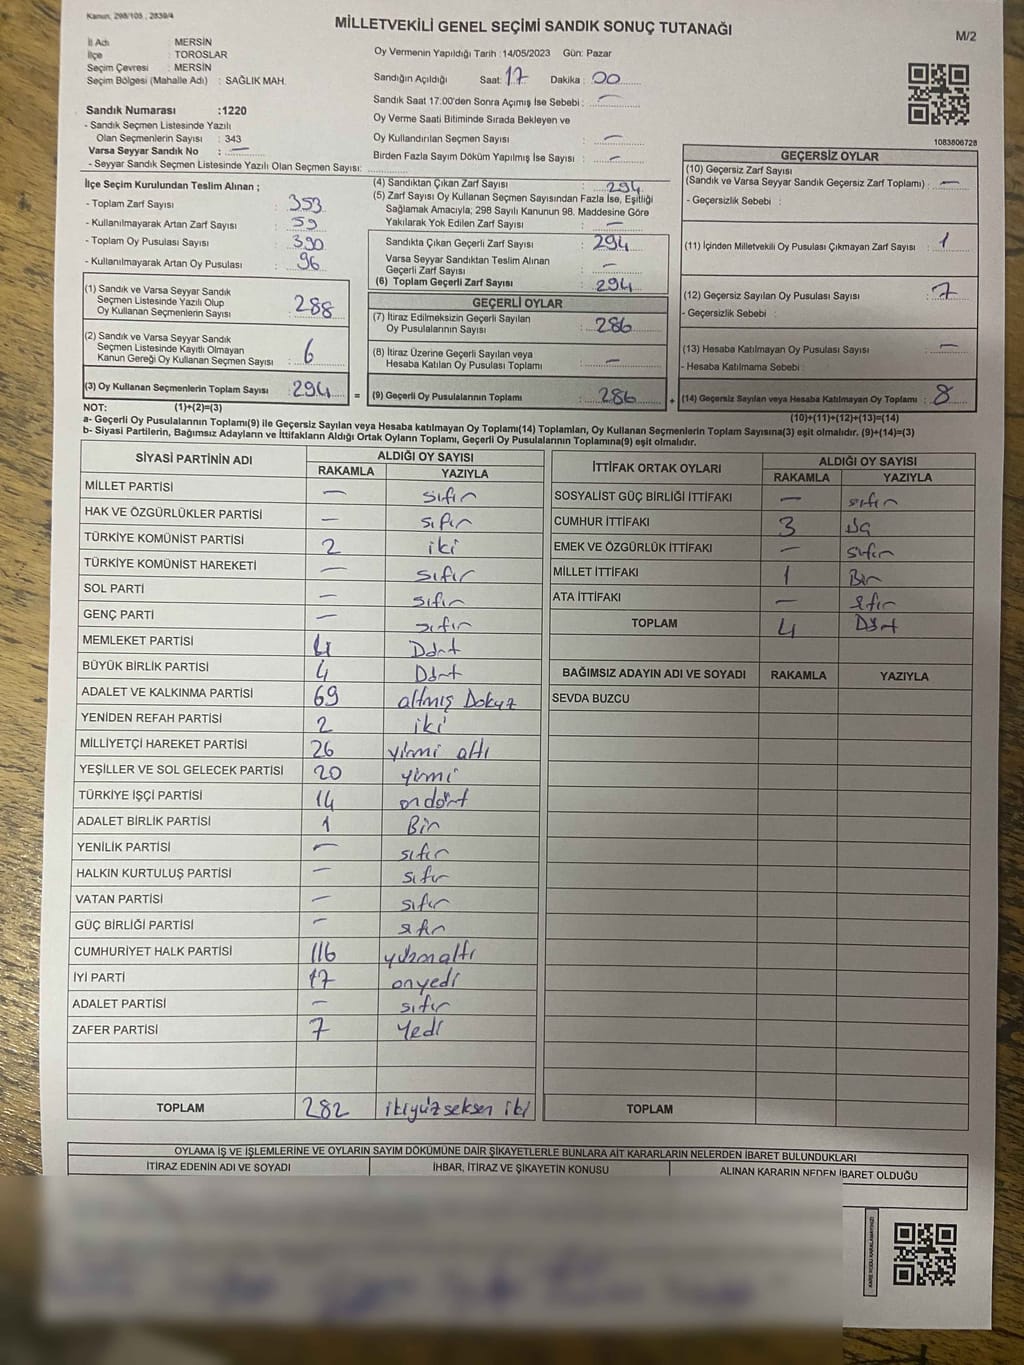 Kanun, 298/105 , 2839/4
MİLLETVEKİLİ GENEL SEÇİMİ SANDIK SONUÇ TUTANAĞI
M/2
İl Adı : MERSİN
İlçe : TOROSLAR
Seçim Çevresi : MERSİN
Seçim Bölgesi (Mahalle Adı) : SAĞLIK MAH.
Sandık Numarası :1220
- Sandık Seçmen Listesinde Yazılı
Olan Seçmenlerin Sayısı : 343
Varsa Seyyar Sandık No : —
- Seyyar Sandık Seçmen Listesinde Yazılı Olan Seçmen Sayısı:
Oy Vermenin Yapıldığı Tarih :14/05/2023 Gün: Pazar
Sandığın Açıldığı Saat: 17 Dakika : 00
Sandık Saat 17:00'den Sonra Açımış İse Sebebi : —
Oy Verme Saati Bitiminde Sırada Bekleyen ve
Oy Kullandırılan Seçmen Sayısı : —
Birden Fazla Sayım Döküm Yapılmış İse Sayısı : —
1083806728
İlçe Seçim Kurulundan Teslim Alınan ;
- Toplam Zarf Sayısı : 353
- Kullanılmayarak Artan Zarf Sayısı : 59
- Toplam Oy Pusulası Sayısı : 390
- Kullanılmayarak Artan Oy Pusulası : 96
(1) Sandık ve Varsa Seyyar Sandık
Seçmen Listesinde Yazılı Olup
Oy Kullanan Seçmenlerin Sayısı : 288
(2) Sandık ve Varsa Seyyar Sandık
Seçmen Listesinde Kayıtlı Olmayan
Kanun Gereği Oy Kullanan Seçmen Sayısı : 6
(3) Oy Kullanan Seçmenlerin Toplam Sayısı : 294 =
(4) Sandıktan Çıkan Zarf Sayısı : 294
(5) Zarf Sayısı Oy Kullanan Seçmen Sayısından Fazla İse, Eşitliği
Sağlamak Amacıyla; 298 Sayılı Kanunun 98. Maddesine Göre
Yakılarak Yok Edilen Zarf Sayısı : —
Sandıkta Çıkan Geçerli Zarf Sayısı : 294
Varsa Seyyar Sandıktan Teslim Alınan
Geçerli Zarf Sayısı : —
(6) Toplam Geçerli Zarf Sayısı : 294
GEÇERLİ OYLAR
(7) İtiraz Edilmeksizin Geçerli Sayılan
Oy Pusulalarının Sayısı : 286
(8) İtiraz Üzerine Geçerli Sayılan veya
Hesaba Katılan Oy Pusulası Toplamı : —
(9) Geçerli Oy Pusulalarının Toplamı : 286 +
GEÇERSİZ OYLAR
(10) Geçersiz Zarf Sayısı
(Sandık ve Varsa Seyyar Sandık Geçersiz Zarf Toplamı) : —
- Geçersizlik Sebebi :
(11) İçinden Milletvekili Oy Pusulası Çıkmayan Zarf Sayısı : 1
(12) Geçersiz Sayılan Oy Pusulası Sayısı : 7
- Geçersizlik Sebebi :
(13) Hesaba Katılmayan Oy Pusulası Sayısı : —
- Hesaba Katılmama Sebebi :
(14) Geçersiz Sayılan veya Hesaba Katılmayan Oy Toplamı : 8
NOT: (1)+(2)=(3) (10)+(11)+(12)+(13)=(14)
a- Geçerli Oy Pusulalarının Toplamı(9) ile Geçersiz Sayılan veya Hesaba katılmayan Oy Toplamı(14) Toplamları, Oy Kullanan Seçmenlerin Toplam Sayısına(3) eşit olmalıdır. (9)+(14)=(3)
b- Siyasi Partilerin, Bağımsız Adayların ve İttifakların Aldığı Ortak Oyların Toplamı, Geçerli Oy Pusulalarının Toplamına(9) eşit olmalıdır.
SİYASİ PARTİNİN ADI ALDIĞI OY SAYISI
RAKAMLA YAZIYLA
MİLLET PARTİSİ — sıfır
HAK VE ÖZGÜRLÜKLER PARTİSİ — sıfır
TÜRKİYE KOMÜNİST PARTİSİ 2 iki
TÜRKİYE KOMÜNİST HAREKETİ — sıfır
SOL PARTİ — sıfır
GENÇ PARTİ — sıfır
MEMLEKET PARTİSİ 4 Dört
BÜYÜK BİRLİK PARTİSİ 4 Dört
ADALET VE KALKINMA PARTİSİ 69 altmış Dokuz
YENİDEN REFAH PARTİSİ 2 iki
MİLLİYETÇİ HAREKET PARTİSİ 26 yirmi altı
YEŞİLLER VE SOL GELECEK PARTİSİ 20 yirmi
TÜRKİYE İŞÇİ PARTİSİ 14 ondört
ADALET BİRLİK PARTİSİ 1 Bir
YENİLİK PARTİSİ — sıfır
HALKIN KURTULUŞ PARTİSİ — sıfır
VATAN PARTİSİ — sıfır
GÜÇ BİRLİĞİ PARTİSİ — sıfır
CUMHURİYET HALK PARTİSİ 116 yüzonaltı
İYİ PARTİ 17 onyedi
ADALET PARTİSİ — sıfır
ZAFER PARTİSİ 7 Yedi
TOPLAM 282 ikiyüz seksen iki
İTTİFAK ORTAK OYLARI ALDIĞI OY SAYISI
RAKAMLA YAZIYLA
SOSYALİST GÜÇ BİRLİĞİ İTTİFAKI — sıfır
CUMHUR İTTİFAKI 3 üç
EMEK VE ÖZGÜRLÜK İTTİFAKI — sıfır
MİLLET İTTİFAKI 1 Bir
ATA İTTİFAKI — sıfır
TOPLAM 4 Dört
BAĞIMSIZ ADAYIN ADI VE SOYADI RAKAMLA YAZIYLA
SEVDA BUZCU
TOPLAM
OYLAMA İŞ VE İŞLEMLERİNE VE OYLARIN SAYIM DÖKÜMÜNE DAİR ŞİKAYETLERLE BUNLARA AİT KARARLARIN NELERDEN İBARET BULUNDUKLARI
İTİRAZ EDENİN ADI VE SOYADI İHBAR, İTİRAZ VE ŞİKAYETİN KONUSU ALINAN KARARIN NEDEN İBARET OLDUĞU